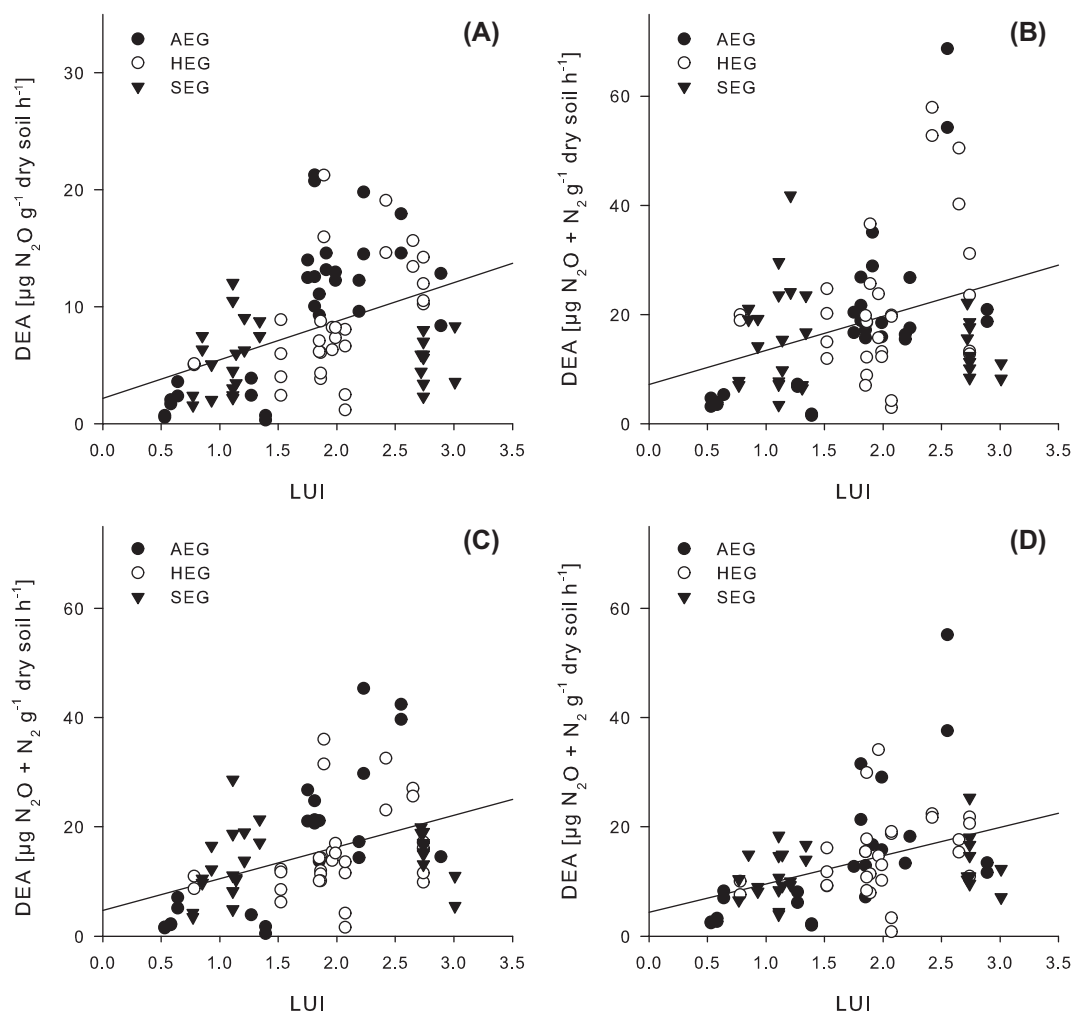 (A)
AEG
HEG
SEG
DEA [µg N₂O g⁻¹ dry soil h⁻¹]
30
20
10
0
0.0 0.5 1.0 1.5 2.0 2.5 3.0 3.5
LUI
(B)
AEG
HEG
SEG
DEA [µg N₂O + N₂ g⁻¹ dry soil h⁻¹]
60
40
20
0
0.0 0.5 1.0 1.5 2.0 2.5 3.0 3.5
LUI
(C)
AEG
HEG
SEG
DEA [µg N₂O + N₂ g⁻¹ dry soil h⁻¹]
60
40
20
0
0.0 0.5 1.0 1.5 2.0 2.5 3.0 3.5
LUI
(D)
AEG
HEG
SEG
DEA [µg N₂O + N₂ g⁻¹ dry soil h⁻¹]
60
40
20
0
0.0 0.5 1.0 1.5 2.0 2.5 3.0 3.5
LUI